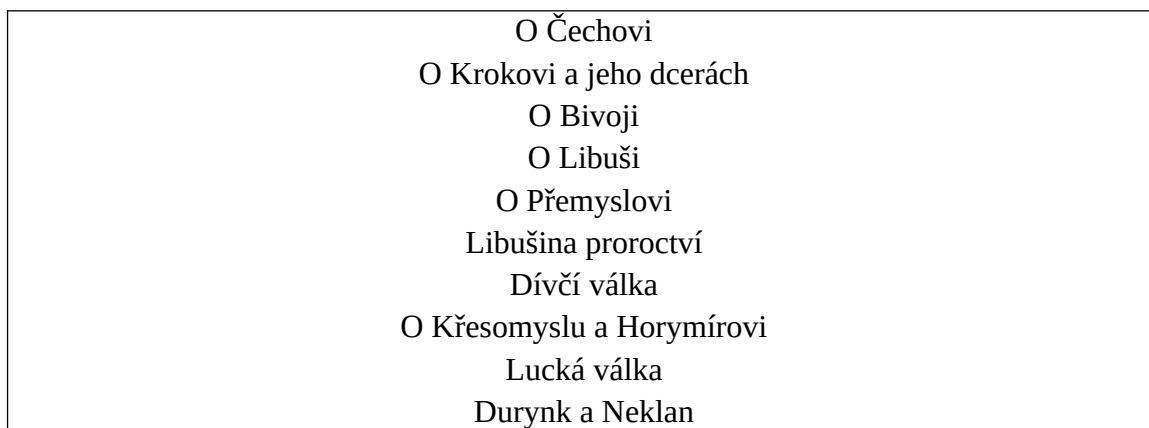 O Čechovi
O Krokovi a jeho dcerách
O Bivoji
O Libuši
O Přemyslovi
Libušina proroctví
Dívčí válka
O Křesomyslu a Horymírovi
Lucká válka
Durynk a Neklan